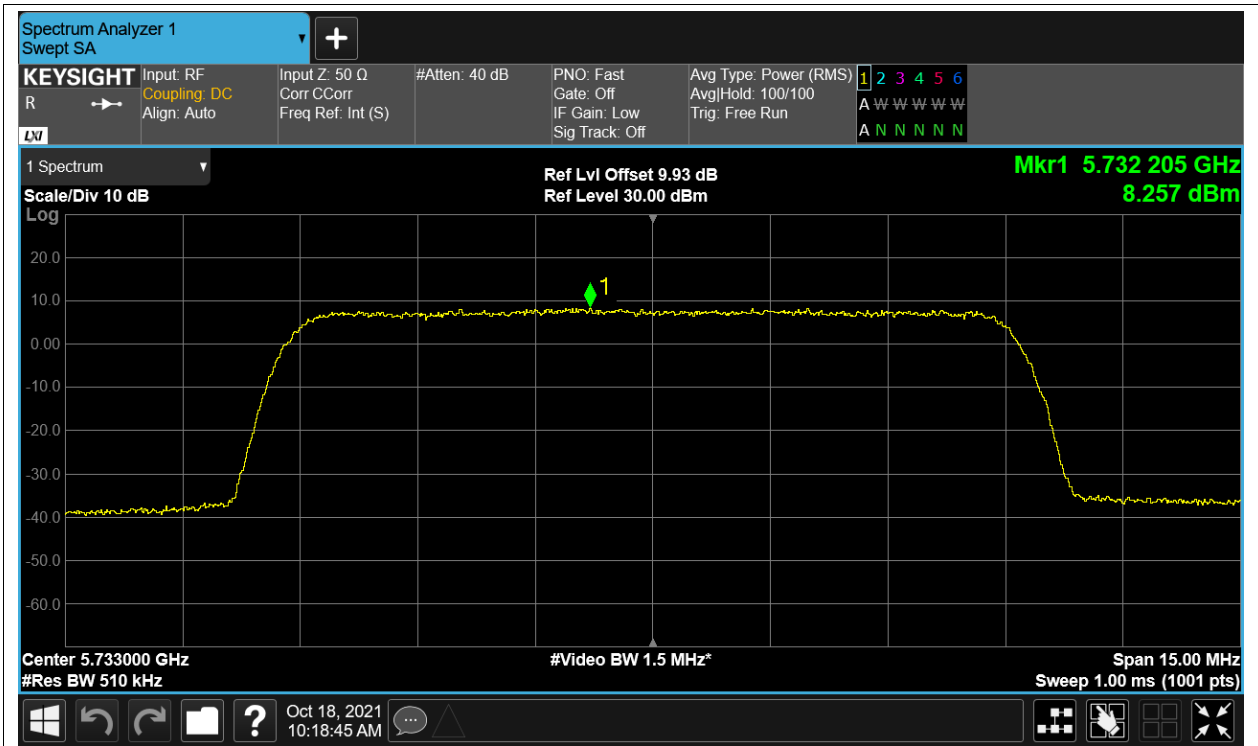 Spectrum Analyzer 1
Swept SA
+
KEYSIGHT Input: RF Input Z: 50 Ω #Atten: 40 dB PNO: Fast Avg Type: Power (RMS) 1 2 3 4 5 6
R Coupling: DC Corr CCorr Gate: Off Avg|Hold: 100/100 A W W W W W
Align: Auto Freq Ref: Int (S) IF Gain: Low Trig: Free Run
LXI Sig Track: Off A N N N N N
1 Spectrum Ref Lvl Offset 9.93 dB Mkr1 5.732 205 GHz
Scale/Div 10 dB Ref Level 30.00 dBm 8.257 dBm
Log
20.0
1
10.0
0.00
-10.0
-20.0
-30.0
-40.0
-50.0
-60.0
Center 5.733000 GHz #Video BW 1.5 MHz* Span 15.00 MHz
#Res BW 510 kHz Sweep 1.00 ms (1001 pts)
? Oct 18, 2021
10:18:45 AM